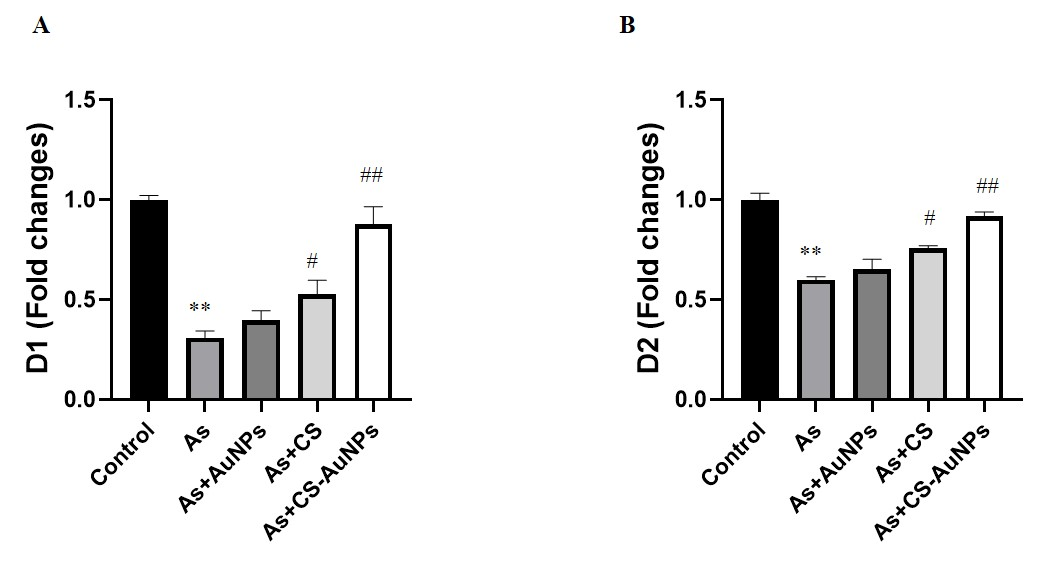 A
D1 (Fold changes)
1.5
1.0
0.5
0.0
**
#
##
Control
As
As+AuNPs
As+CS
As+CS-AuNPs
B
D2 (Fold changes)
1.5
1.0
0.5
0.0
**
#
##
Control
As
As+AuNPs
As+CS
As+CS-AuNPs